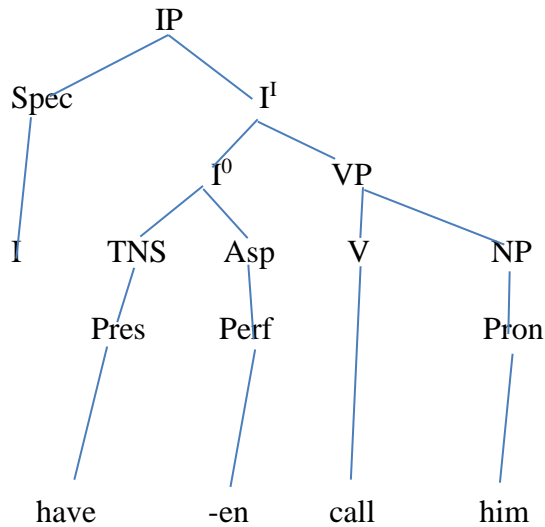 IP
Spec I^I
I^0 VP
I TNS Asp V NP
Pres Perf Pron
have -en call him